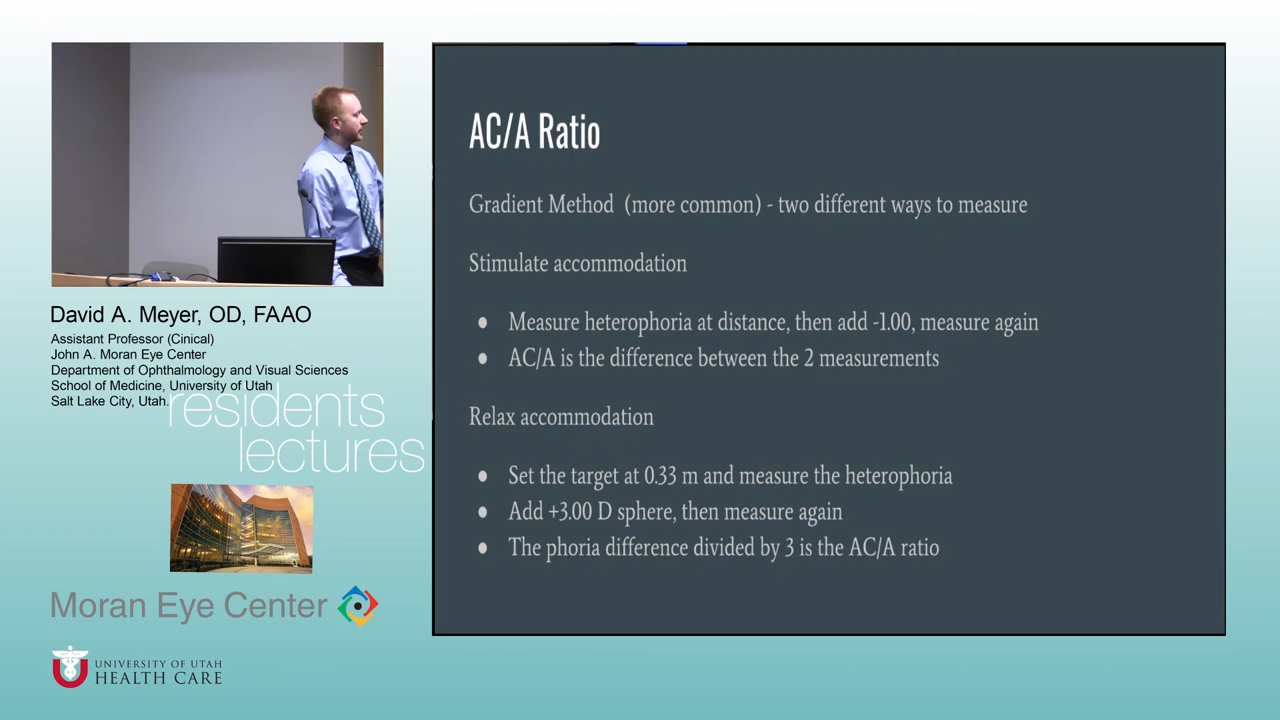 David A. Meyer, OD, FAAO
Assistant Professor (Cinical)
John A. Moran Eye Center
Department of Ophthalmology and Visual Sciences
School of Medicine, University of Utah
Salt Lake City, Utah.
residents
lectures
Moran Eye Center
UNIVERSITY OF UTAH
HEALTH CARE
AC/A Ratio
Gradient Method (more common) - two different ways to measure
Stimulate accommodation
● Measure heterophoria at distance, then add -1.00, measure again
● AC/A is the difference between the 2 measurements
Relax accommodation
● Set the target at 0.33 m and measure the heterophoria
● Add +3.00 D sphere, then measure again
● The phoria difference divided by 3 is the AC/A ratio